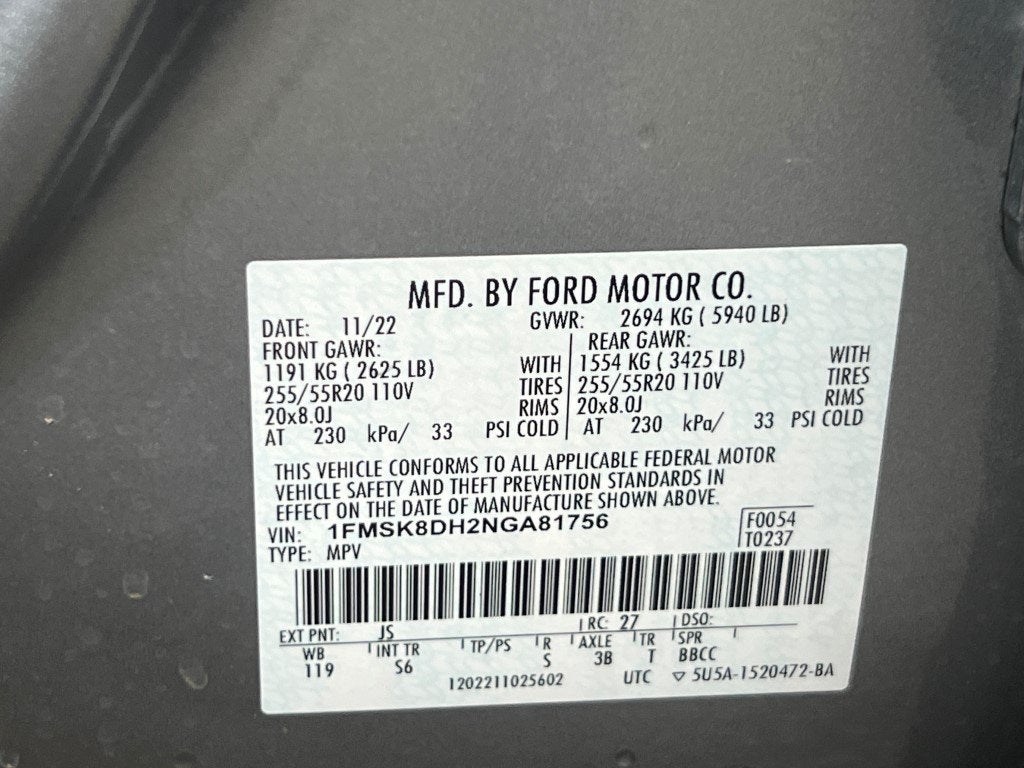 MFD. BY FORD MOTOR CO.
DATE: 11/22 GVWR: 2694 KG ( 5940 LB)
FRONT GAWR: REAR GAWR:
1191 KG ( 2625 LB) WITH 1554 KG ( 3425 LB) WITH
255/55R20 110V TIRES 255/55R20 110V TIRES
20x8.0J RIMS 20x8.0J RIMS
AT 230 kPa/ 33 PSI COLD AT 230 kPa/ 33 PSI COLD
THIS VEHICLE CONFORMS TO ALL APPLICABLE FEDERAL MOTOR
VEHICLE SAFETY AND THEFT PREVENTION STANDARDS IN
EFFECT ON THE DATE OF MANUFACTURE SHOWN ABOVE.
VIN: 1FMSK8DH2NGA81756 F0054
TYPE: MPV T0237
EXT PNT: JS RC: 27 DSO:
WB INT TR TP/PS R AXLE TR SPR
119 S6 S 3B T BBCC
1202211025602 UTC ▽ 5U5A-1520472-BA